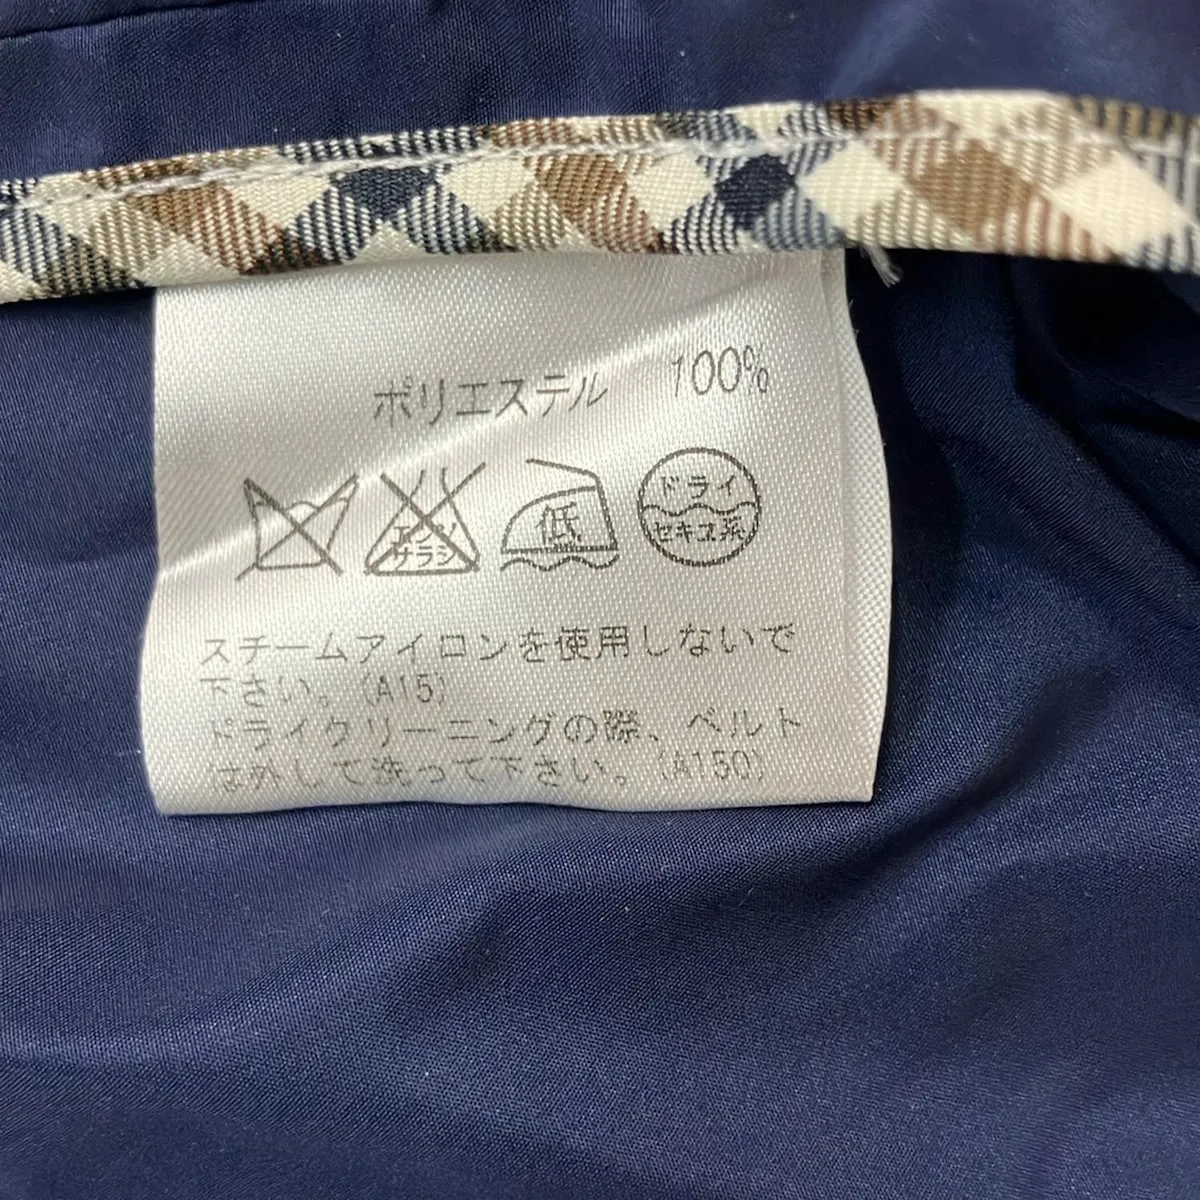 ポリエステル 100%
エンソ
サラシ
低
ドライ
セキユ系
スチームアイロンを使用しないで
下さい。(A15)
ドライクリーニングの際、ベルト
は外して洗って下さい。(A150)